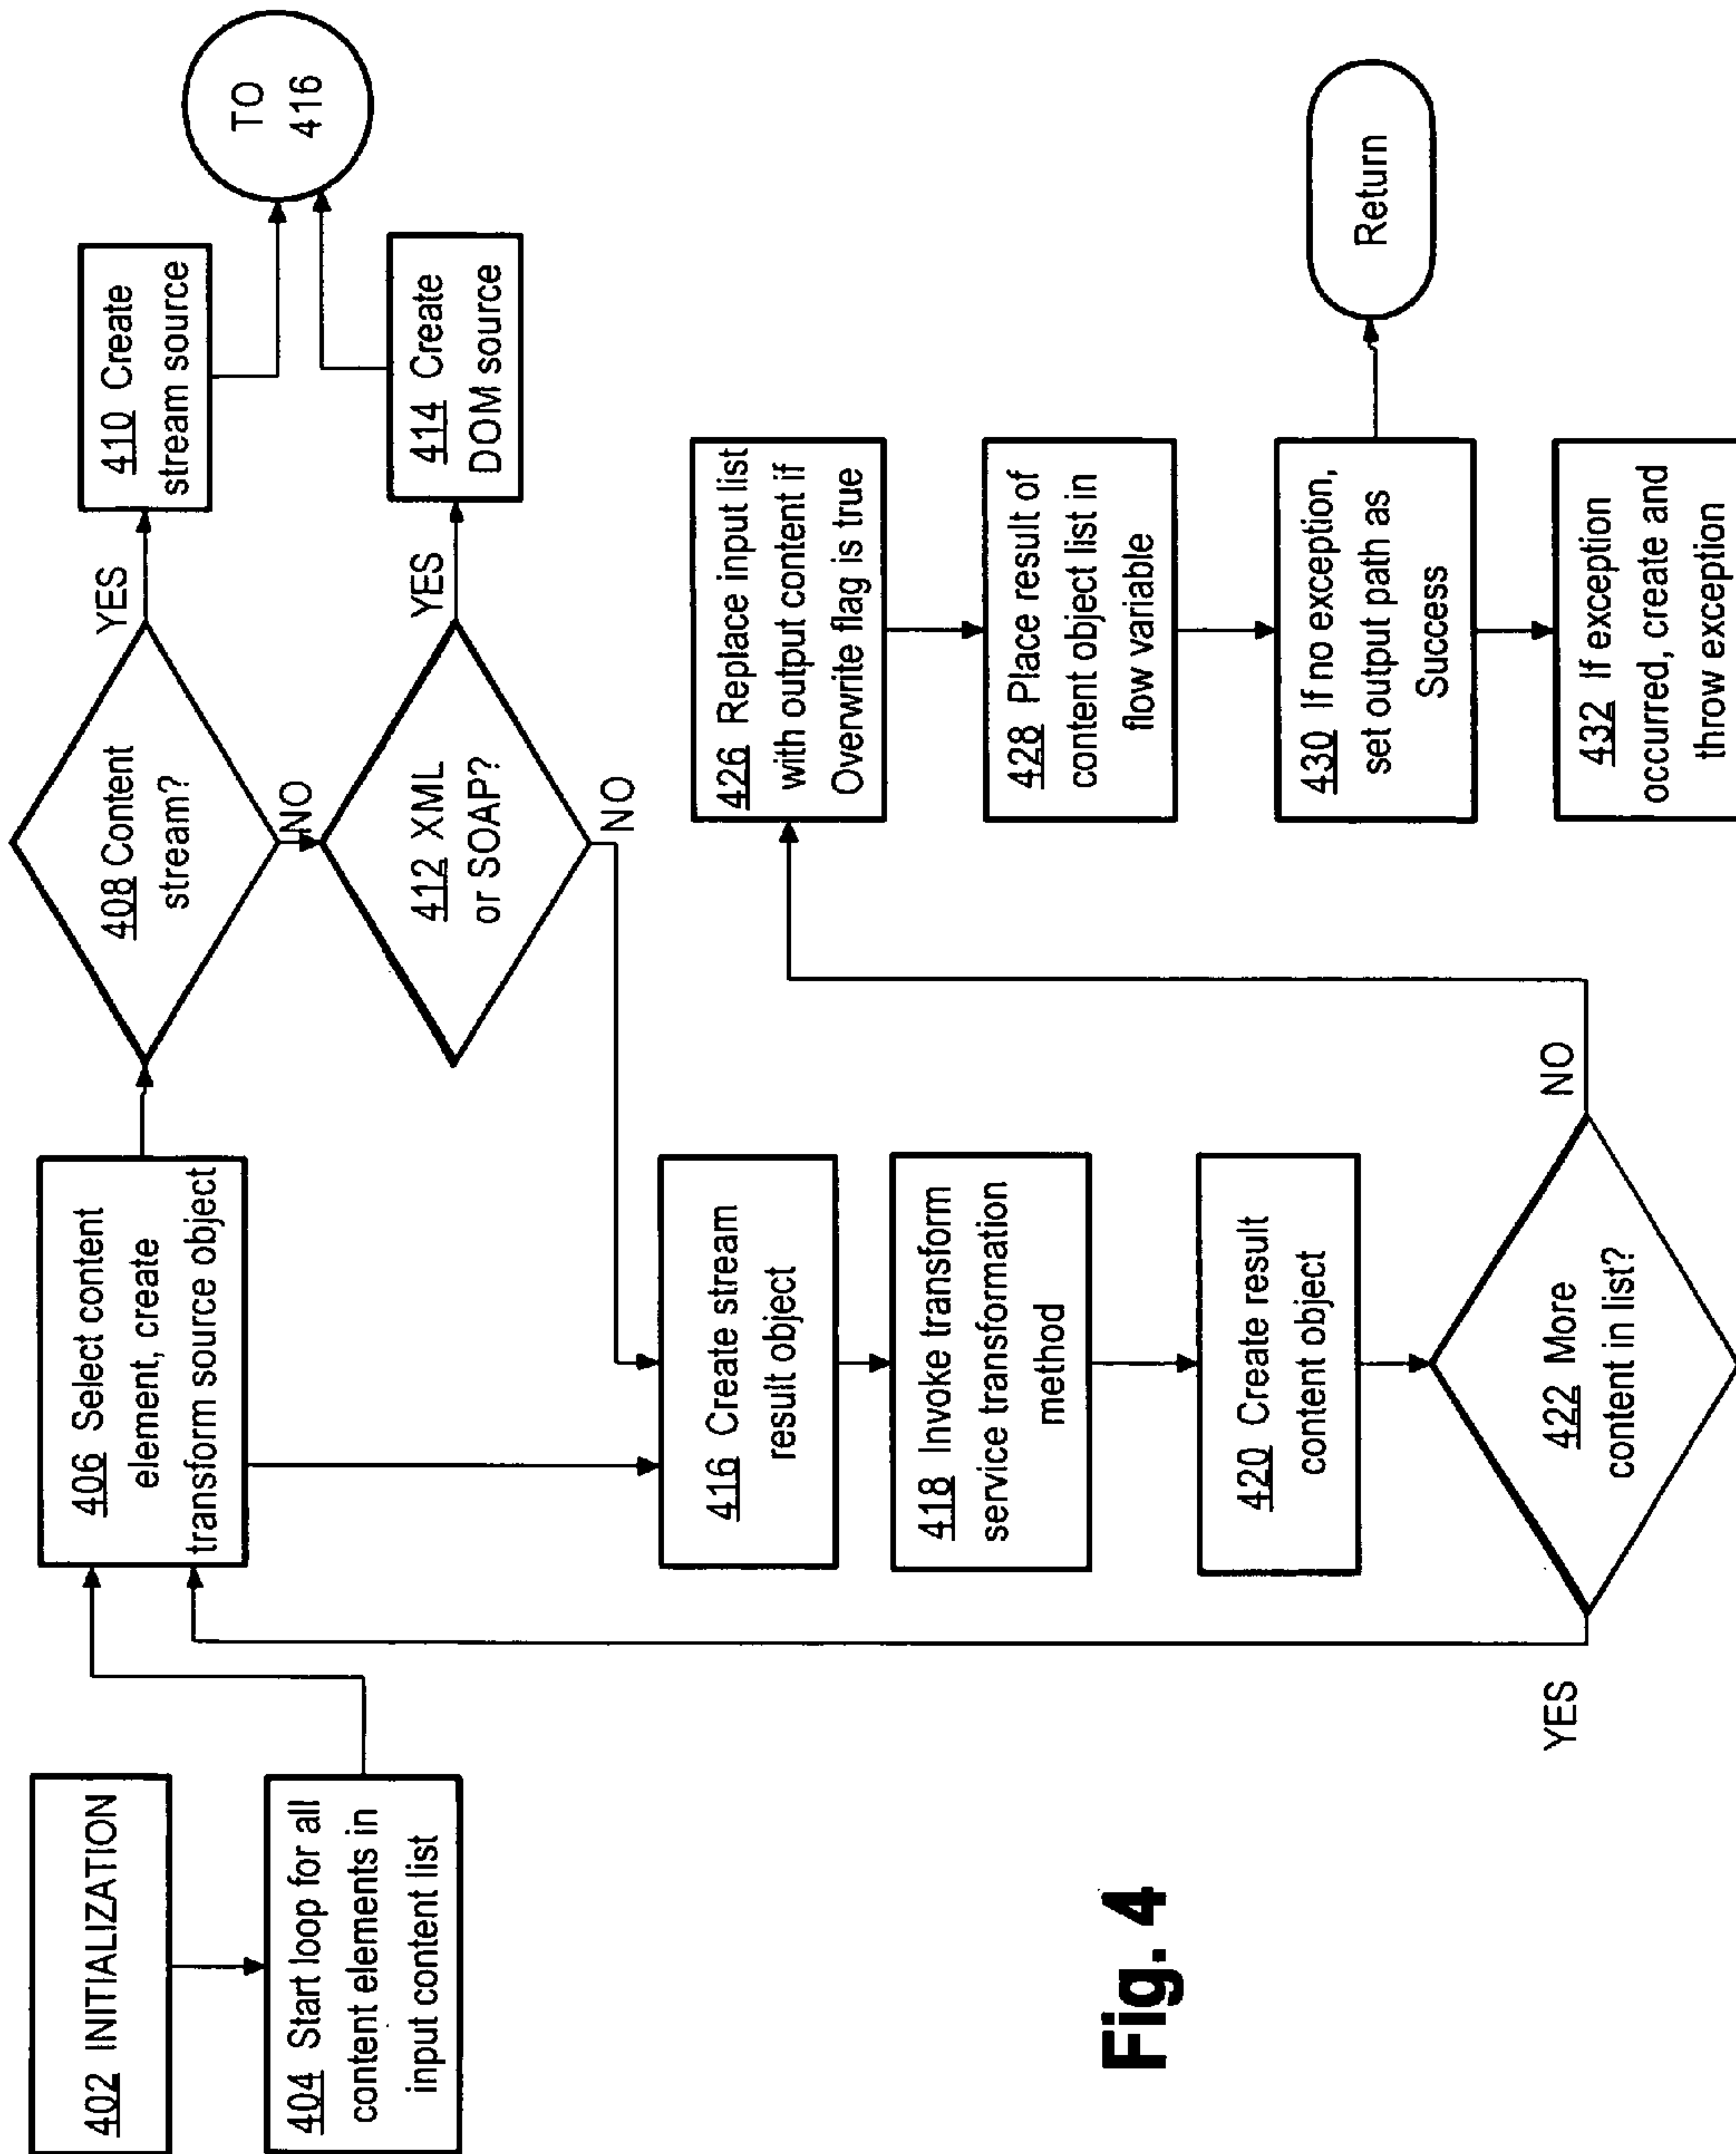 402 INITIALIZATION
404 Start loop for all
content elements in
input content list
406 Select content
element, create
transform source object
408 Content
stream?
YES
NO
410 Create
stream source
412 XML
or SOAP?
YES
NO
414 Create
DOM source
TO
416
416 Create stream
result object
418 Invoke transform
service transformation
method
420 Create result
content object
422 More
content in list?
YES
NO
426 Replace input list
with output content if
Overwrite flag is true
428 Place result of
content object list in
flow variable
430 If no exception,
set output path as
Success
432 If exception
occurred, create and
throw exception
Return
Fig. 4